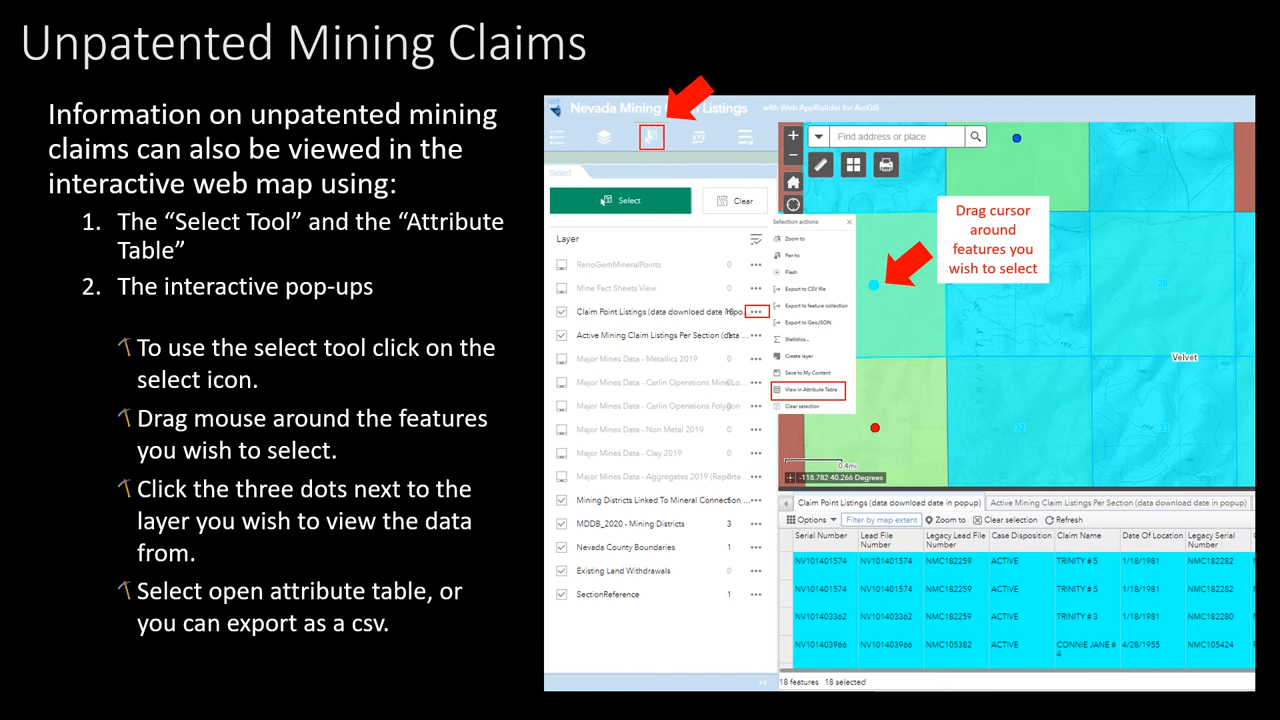 Unpatented Mining Claims
Information on unpatented mining
claims can also be viewed in the
interactive web map using:
1. The “Select Tool” and the “Attribute
Table”
2. The interactive pop-ups
To use the select tool click on the
select icon.
Drag mouse around the features
you wish to select.
Click the three dots next to the
layer you wish to view the data
from.
Select open attribute table, or
you can export as a csv.
Nevada Mining Claim Listings with Web AppBuilder for ArcGIS
Select
Select
Clear
Layer
RenoGemMineralPoints 0
Mine Fact Sheets View 0
Claim Point Listings (data download date
Active Mining Claim Listings Per Section (data ...
Major Mines Data - Metallics 2019 0
Major Mines Data - Carlin Operations
Major Mines Data - Carlin Operations Polygon
Major Mines Data - Non Metal 2019 0
Major Mines Data - Clay 2019 0
Major Mines Data - Aggregates 2019
Mining Districts Linked To Mineral
MDDB_2020 - Mining Districts 3
Nevada County Boundaries 1
Existing Land Withdrawals 0
SectionReference 1
Selection actions
Zoom to
Pan to
Flash
Export to CSV file
Export to feature collection
Export to GeoJSON
Statistics...
Create layer
Save to My Content
View in Attribute Table
Clear selection
+
−
Find address or place
Drag cursor
around
features you
wish to select
28
Velvet
32
33
0.4mi
-118.782 40.266 Degrees
Claim Point Listings (data download date in popup) Active Mining Claim Listings Per Section (data download date in popup)
Options Filter by map extent Zoom to Clear selection Refresh
Serial Number Lead File Number Legacy Lead File Number Case Disposition Claim Name Date Of Location Legacy Serial Number
NV101401574 NV101401574 NMC182259 ACTIVE TRINITY # 5 1/18/1981 NMC182282
NV101401574 NV101401574 NMC182259 ACTIVE TRINITY # 5 1/18/1981 NMC182282
NV101403362 NV101403362 NMC182259 ACTIVE TRINITY # 3 1/18/1981 NMC182280
NV101403966 NV101403966 NMC105382 ACTIVE CONNIE JANE # 4 4/28/1955 NMC105424
18 features 18 selected